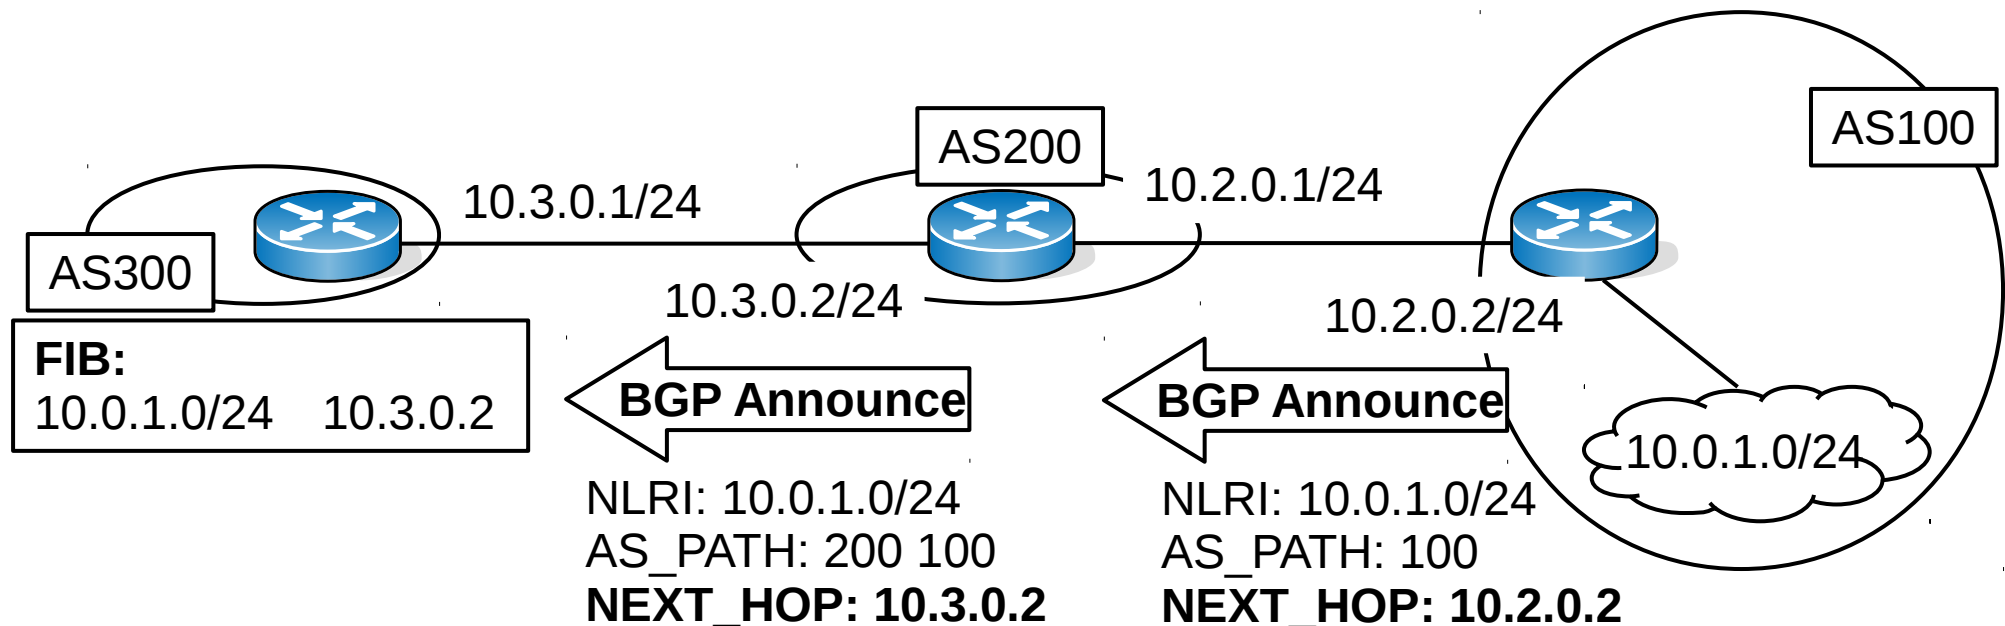 AS100
AS200
10.2.0.1/24
10.3.0.1/24
AS300
10.3.0.2/24
10.2.0.2/24
FIB:
10.0.1.0/24 10.3.0.2
BGP Announce
BGP Announce
10.0.1.0/24
NLRI: 10.0.1.0/24
AS_PATH: 200 100
NEXT_HOP: 10.3.0.2
NLRI: 10.0.1.0/24
AS_PATH: 100
NEXT_HOP: 10.2.0.2